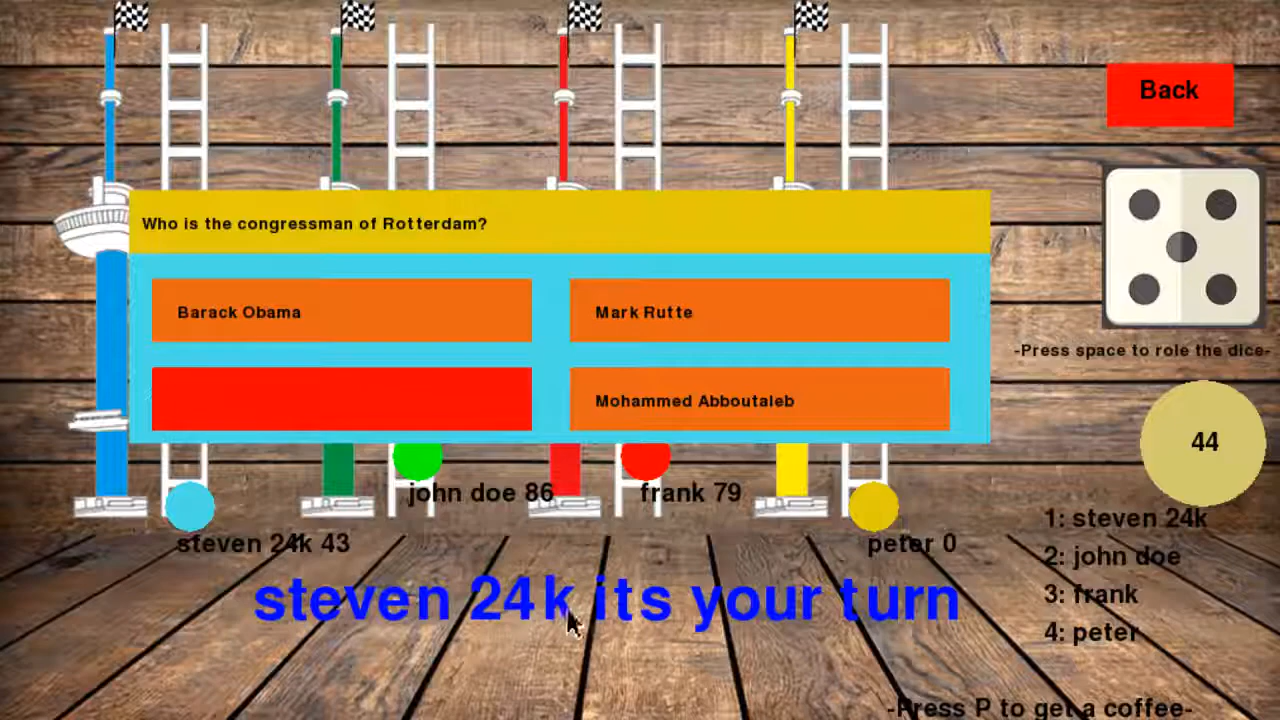 Back
Who is the congressman of Rotterdam?
Barack Obama
Mark Rutte
Mohammed Abboutaleb
-Press space to role the dice-
44
john doe 86
frank 79
steven 24k 43
peter 0
1: steven 24k
2: john doe
3: frank
4: peter
steven 24k its your turn
-Press P to get a coffee-